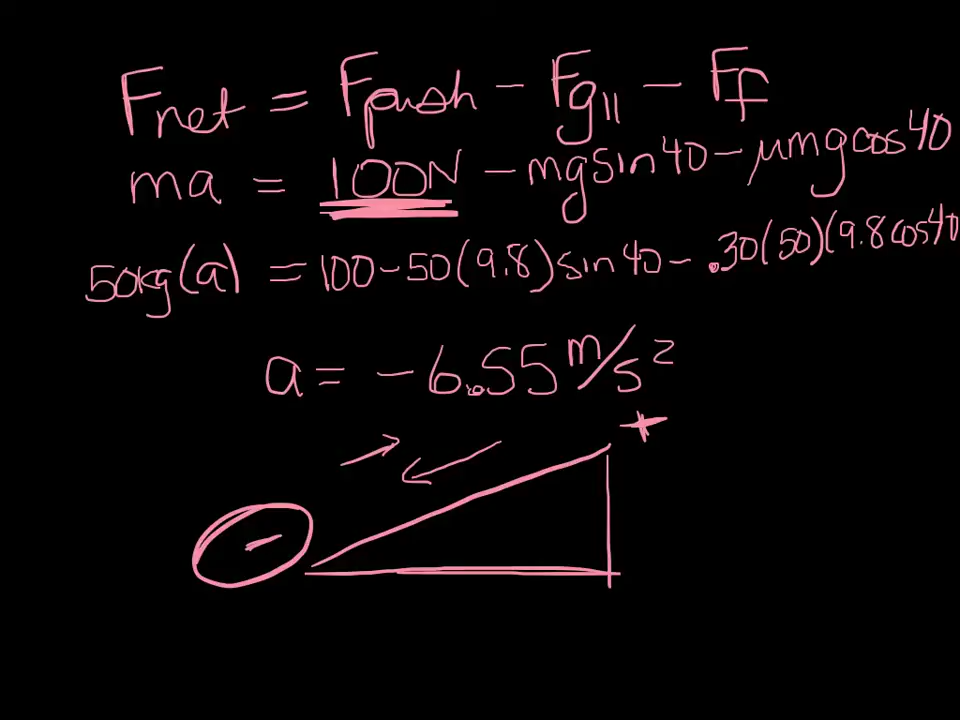 Fnet = Fpush - Fg|| - Ff
ma = 100N - mgsin40 - μmgcos40
50kg(a) = 100-50(9.8)sin40 - .30(50)(9.8cos40
a = -6.55 m/s²
+
-